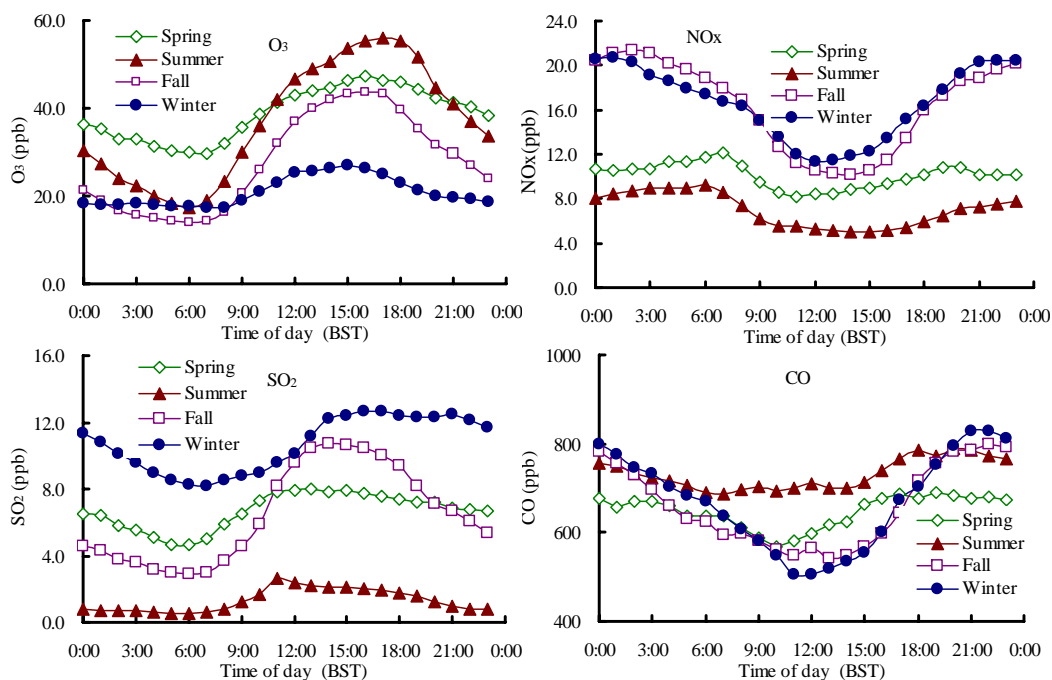 60.0
40.0
20.0
0.0
O3 (ppb)
O3
Spring
Summer
Fall
Winter
0:00 3:00 6:00 9:00 12:00 15:00 18:00 21:00 0:00
Time of day (BST)
24.0
20.0
16.0
12.0
8.0
4.0
0.0
NOx(ppb)
NOx
Spring
Summer
Fall
Winter
0:00 3:00 6:00 9:00 12:00 15:00 18:00 21:00 0:00
Time of day (BST)
16.0
12.0
8.0
4.0
0.0
SO2 (ppb)
SO2
Spring
Summer
Fall
Winter
0:00 3:00 6:00 9:00 12:00 15:00 18:00 21:00 0:00
Time of day (BST)
1000
800
600
400
CO (ppb)
CO
Spring
Summer
Fall
Winter
0:00 3:00 6:00 9:00 12:00 15:00 18:00 21:00 0:00
Time of day (BST)